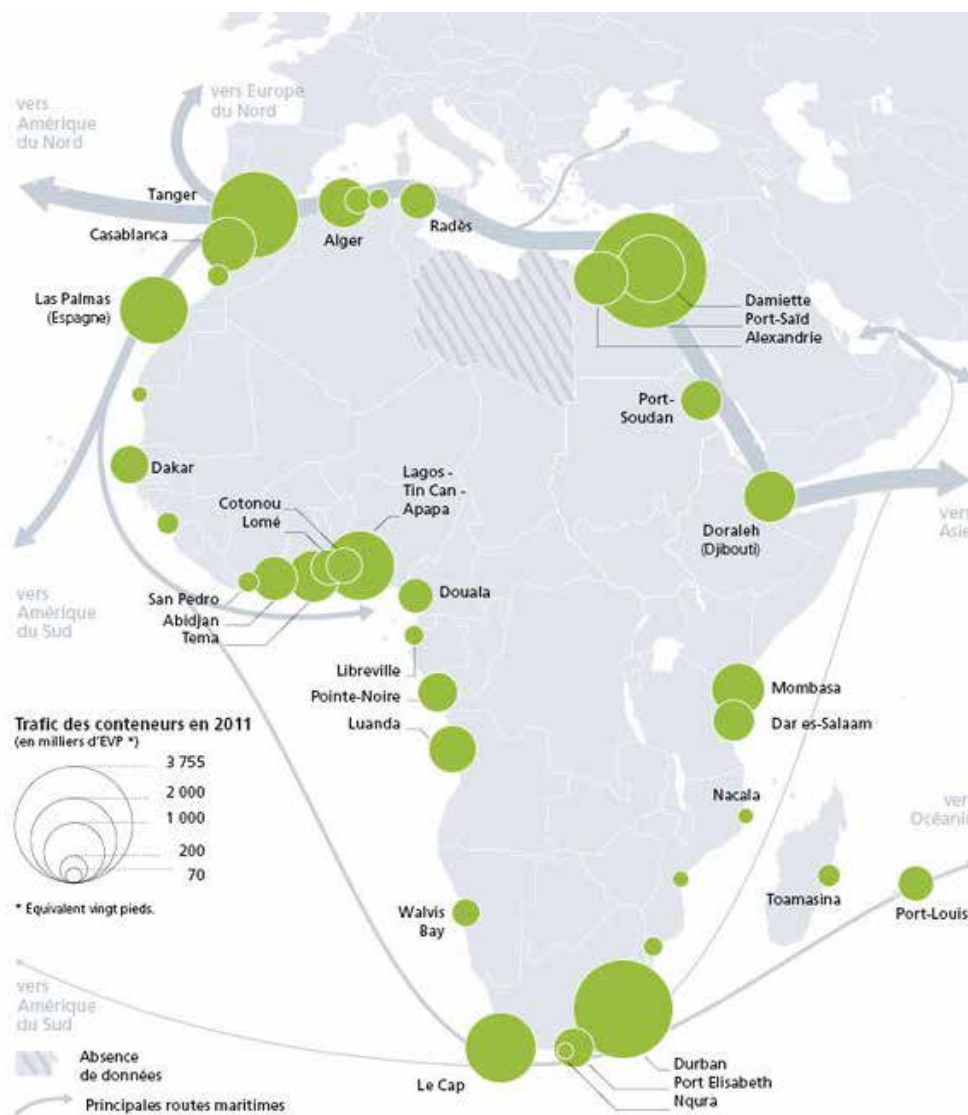 vers
Amérique
du Nord
vers Europe
du Nord
Tanger
Casablanca
Alger
Radès
Las Palmas
(Espagne)
Damiette
Port-Saïd
Alexandrie
Port-
Soudan
Dakar
Lagos -
Tin Can -
Apapa
Cotonou
Lomé
Doraleh
(Djibouti)
vers
Asie
vers
Amérique
du Sud
San Pedro
Abidjan
Tema
Douala
Libreville
Pointe-Noire
Luanda
Mombasa
Dar es-Salaam
Trafic des conteneurs en 2011
(en milliers d'EVP *)
3 755
2 000
1 000
200
70
* Équivalent vingt pieds.
Nacala
vers
Océanie
Walvis
Bay
Toamasina
Port-Louis
vers
Amérique
du Sud
Absence
de données
Principales routes maritimes
Le Cap
Durban
Port Elisabeth
Nqura